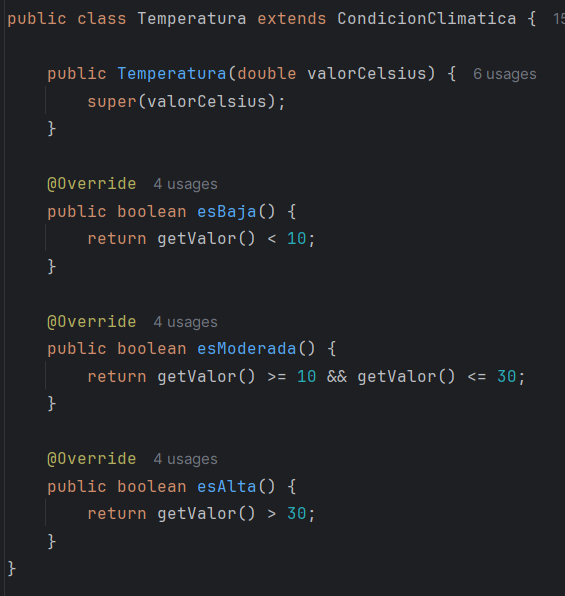 public class Temperatura extends CondicionClimatica {  15
    public Temperatura(double valorCelsius) {  6 usages
        super(valorCelsius);
    }
    @Override  4 usages
    public boolean esBaja() {
        return getValor() < 10;
    }
    @Override  4 usages
    public boolean esModerada() {
        return getValor() >= 10 && getValor() <= 30;
    }
    @Override  4 usages
    public boolean esAlta() {
        return getValor() > 30;
    }
}